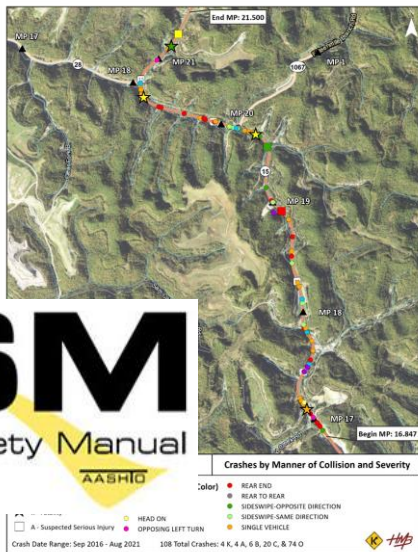 End MP: 21.500
MP 17
28
MP 18
MP 21
1067
MP 1
MP 20
15
MP 19
MP 18
MP 17
Begin MP: 16.847
SM
ety Manual
AASHTO
Crashes by Manner of Collision and Severity
Color)
REAR END
REAR TO REAR
SIDESWIPE-OPPOSITE DIRECTION
SIDESWIPE-SAME DIRECTION
SINGLE VEHICLE
A - Suspected Serious Injury
HEAD ON
OPPOSING LEFT TURN
Crash Date Range: Sep 2016 - Aug 2021
108 Total Crashes: 4 K, 4 A, 6 B, 20 C, & 74 O
HMB